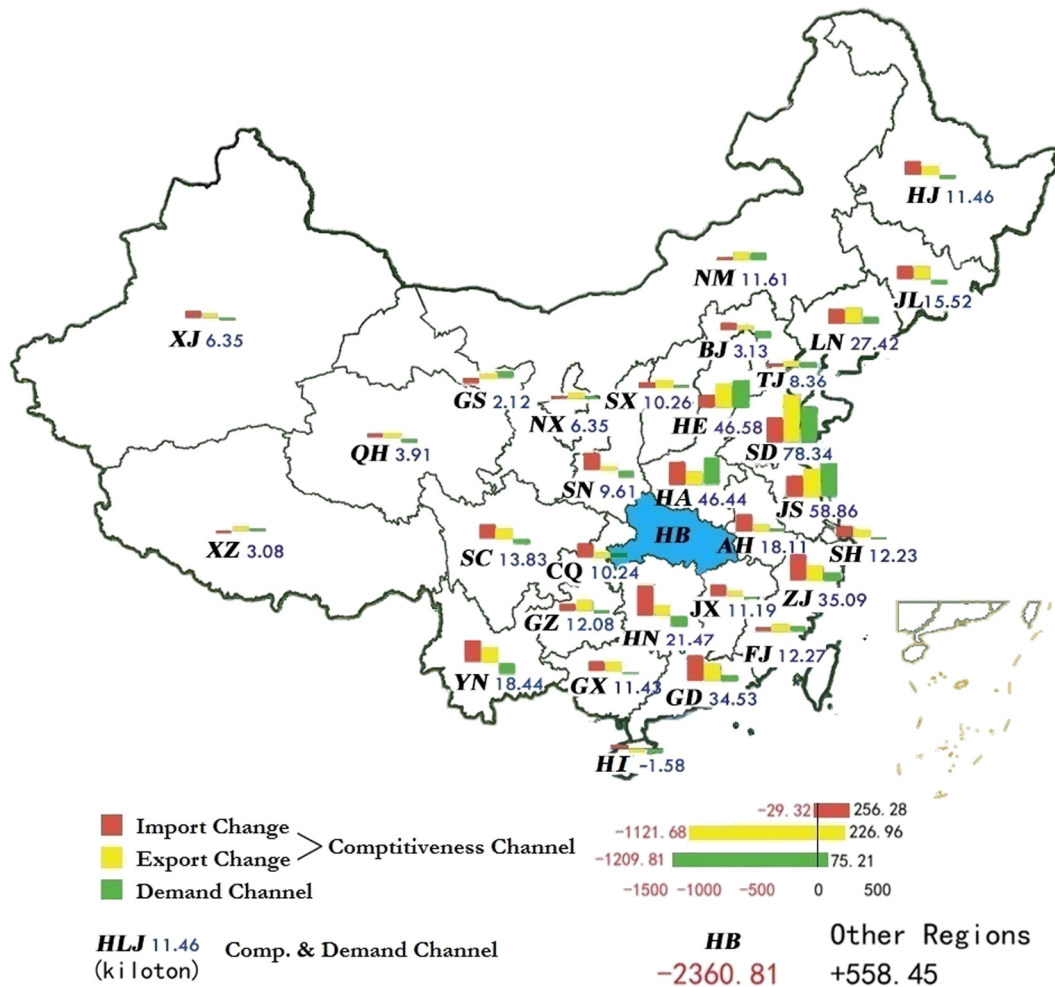 HJ 11.46
NM 11.61
JL 15.52
XJ 6.35
LN 27.42
BJ 3.13
TJ 8.36
GS 2.12
NX 6.35
SX 10.26
HE 46.58
SD 78.34
QH 3.91
SN 9.61
HA 46.44
JS 58.86
XZ 3.08
SC 13.83
CQ 10.24
HB
AH 18.11
SH 12.23
ZJ 35.09
GZ 12.08
HN 21.47
JX 11.19
FJ 12.27
YN 18.44
GX 11.43
GD 34.53
HI -1.58
Import Change
Export Change
Comptitiveness Channel
Demand Channel
-29.32 256.28
-1121.68 226.96
-1209.81 75.21
-1500 -1000 -500 0 500
HLJ 11.46
(kiloton)
Comp. & Demand Channel
HB
-2360.81
Other Regions
+558.45